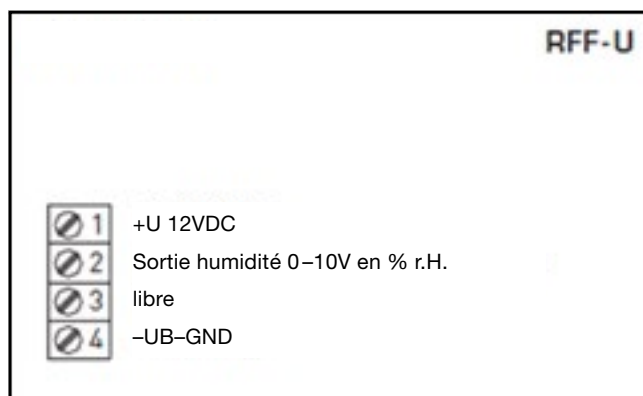 RFF-U
1 +U 12VDC
2 Sortie humidité 0–10V en % r.H.
3 libre
4 –UB–GND